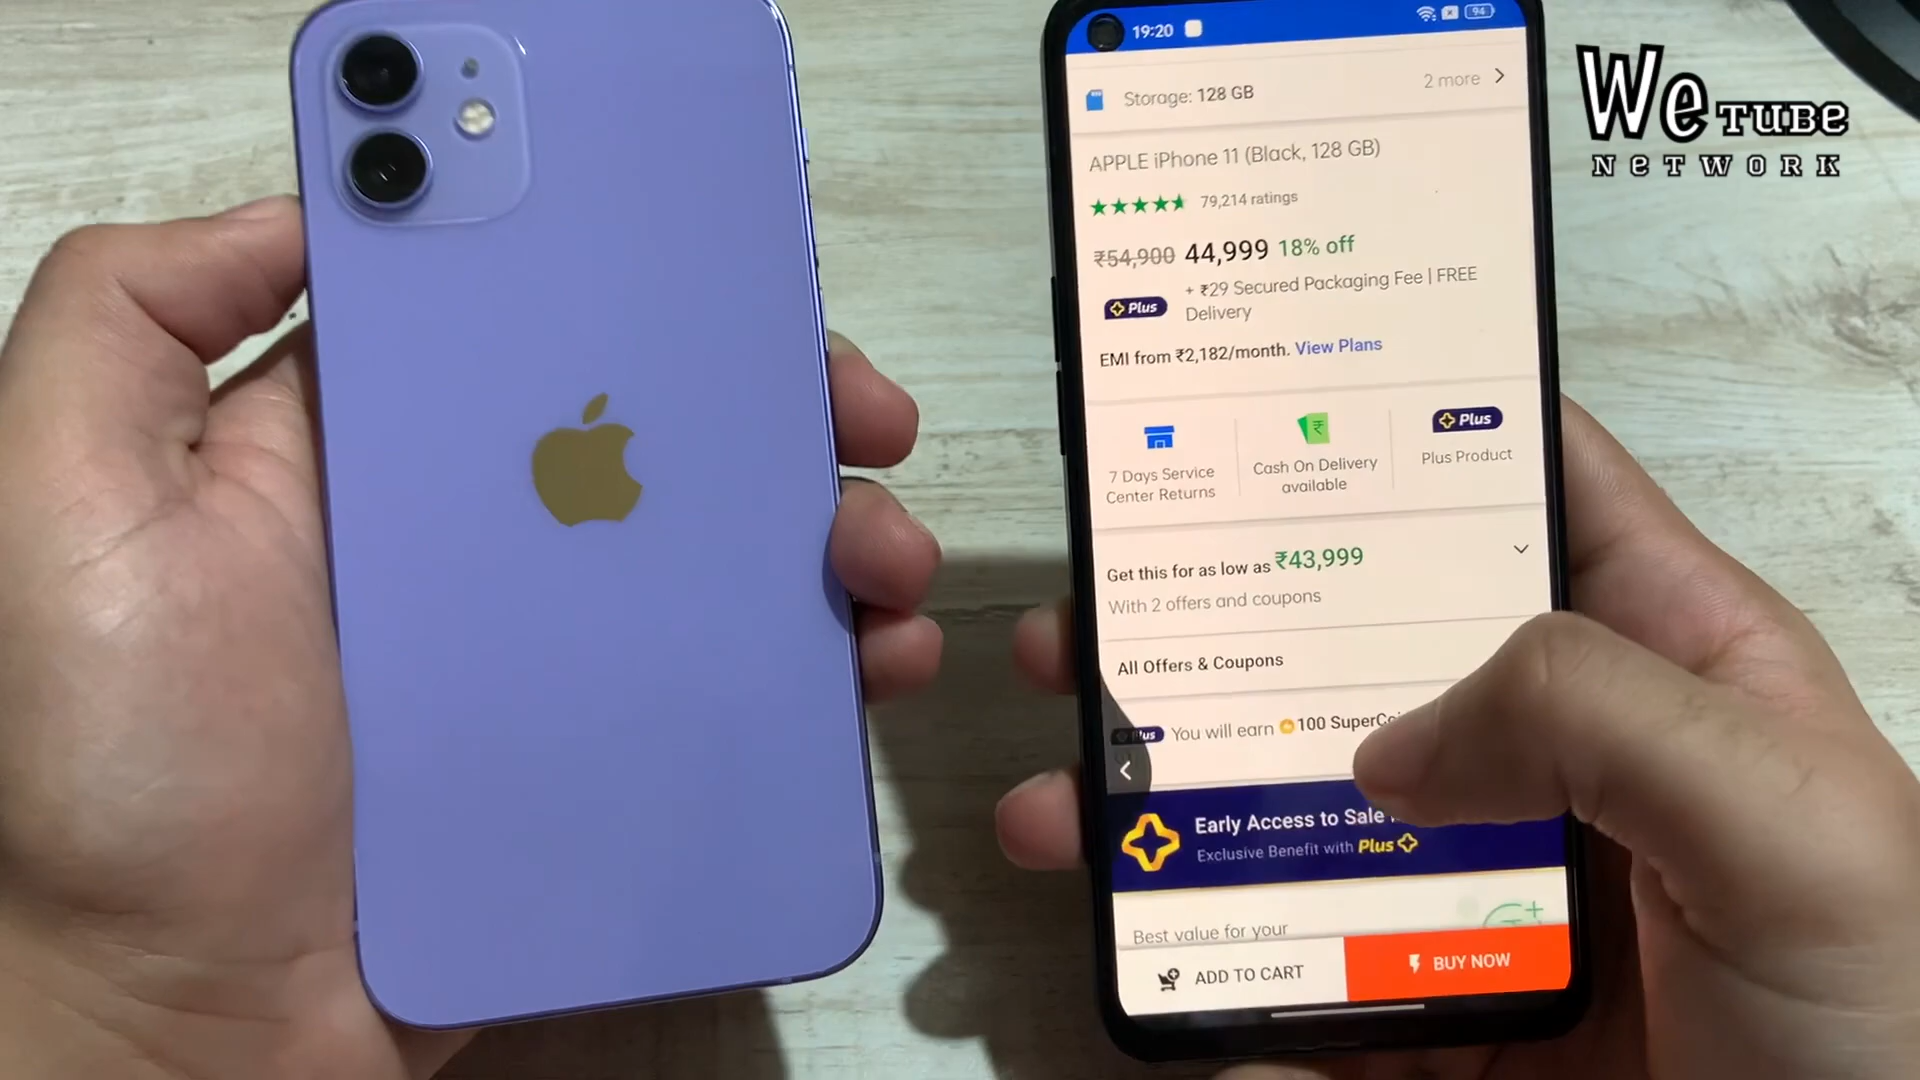 19:20
94
We TUBE
NETWORK
Storage: 128 GB
2 more
APPLE iPhone 11 (Black, 128 GB)
79,214 ratings
₹54,900 44,999 18% off
Plus
+ ₹29 Secured Packaging Fee | FREE
Delivery
EMI from ₹2,182/month. View Plans
7 Days Service
Center Returns
Cash On Delivery
available
Plus
Plus Product
Get this for as low as ₹43,999
With 2 offers and coupons
All Offers & Coupons
You will earn 100
Early Access to Sale
Exclusive Benefit with Plus
Best value for your
ADD TO CART
BUY NOW